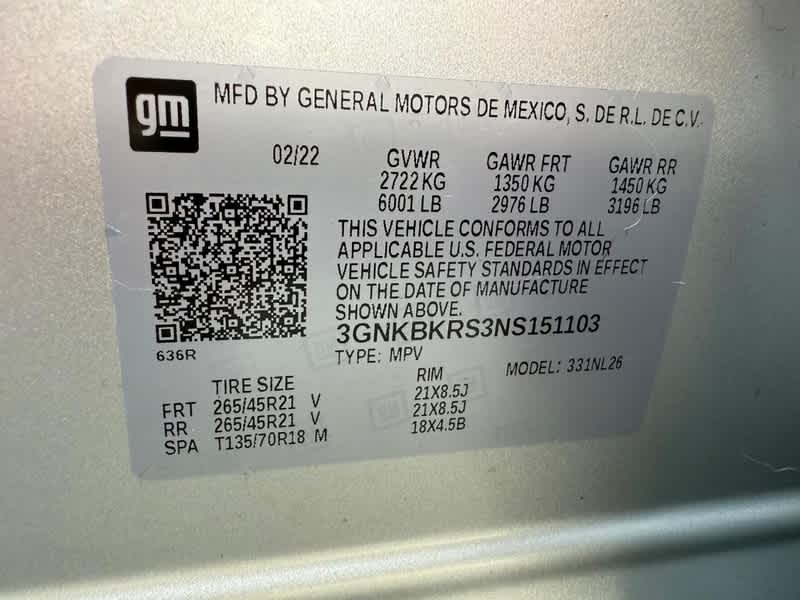 gm MFD BY GENERAL MOTORS DE MEXICO, S. DE R.L. DE C.V.
02/22 GVWR GAWR FRT GAWR RR
2722 KG 1350 KG 1450 KG
6001 LB 2976 LB 3196 LB
THIS VEHICLE CONFORMS TO ALL
APPLICABLE U.S. FEDERAL MOTOR
VEHICLE SAFETY STANDARDS IN EFFECT
ON THE DATE OF MANUFACTURE
SHOWN ABOVE.
3GNKBKRS3NS151103
636R TYPE: MPV MODEL: 331NL26
TIRE SIZE RIM
FRT 265/45R21 V 21X8.5J
RR 265/45R21 V 21X8.5J
SPA T135/70R18 M 18X4.5B